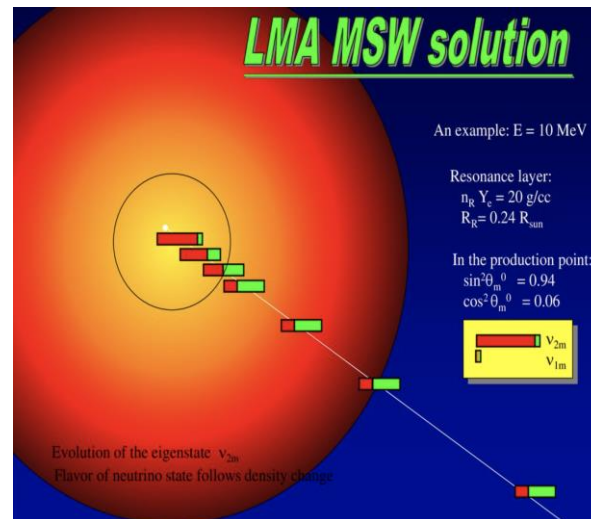 LMA MSW solution
An example: E = 10 MeV
Resonance layer:
n_R Y_e = 20 g/cc
R_R= 0.24 R_sun
In the production point:
sin²θ_m⁰ = 0.94
cos²θ_m⁰ = 0.06
ν_2m
ν_1m
Evolution of the eigenstate ν_2m
Flavor of neutrino state follows density change